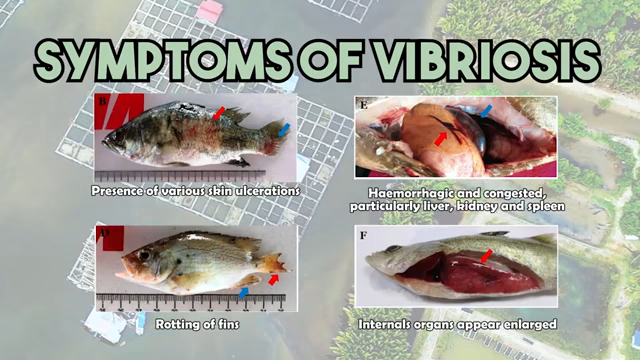 SYMPTOMS OF VIBRIOSIS
B
Presence of various skin ulcerations
E
Haemorrhagic and congested,
particularly liver, kidney and spleen
D
Rotting of fins
F
Internals organs appear enlarged